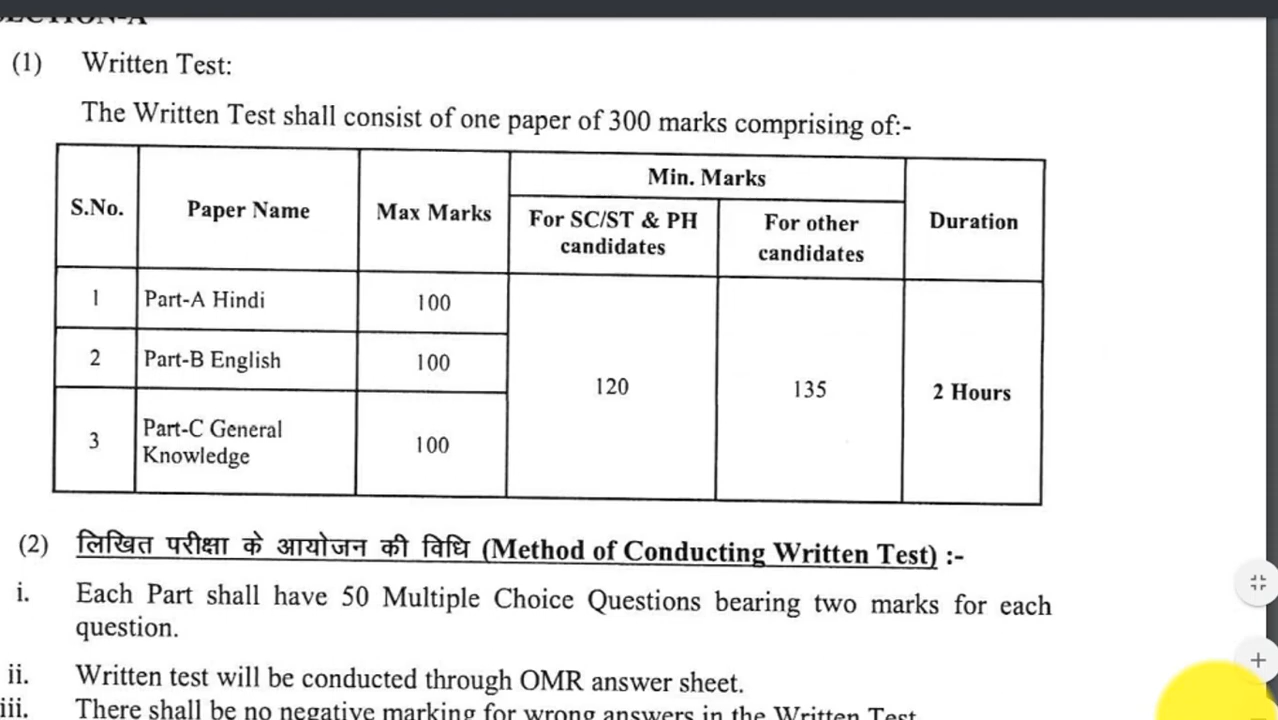 SECTION-A
(1) Written Test:
The Written Test shall consist of one paper of 300 marks comprising of:-
S.No. Paper Name Max Marks Min. Marks Duration
For SC/ST & PH candidates For other candidates
1 Part-A Hindi 100 120 135 2 Hours
2 Part-B English 100
3 Part-C General Knowledge 100
(2) लिखित परीक्षा के आयोजन की विधि (Method of Conducting Written Test) :-
i. Each Part shall have 50 Multiple Choice Questions bearing two marks for each
question.
ii. Written test will be conducted through OMR answer sheet.
iii. There shall be no negative marking for wrong answers in the Written Test